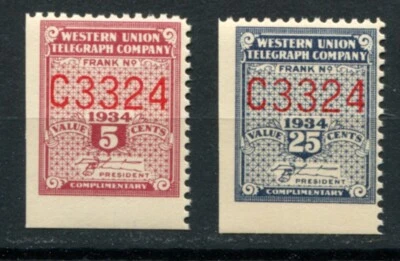 WESTERN UNION
TELEGRAPH COMPANY
FRANK Nº
C3324
1934
VALUE 5 CENTS
PRESIDENT
COMPLIMENTARY
WESTERN UNION
TELEGRAPH COMPANY
FRANK Nº
C3324
1934
VALUE 25 CENTS
PRESIDENT
COMPLIMENTARY